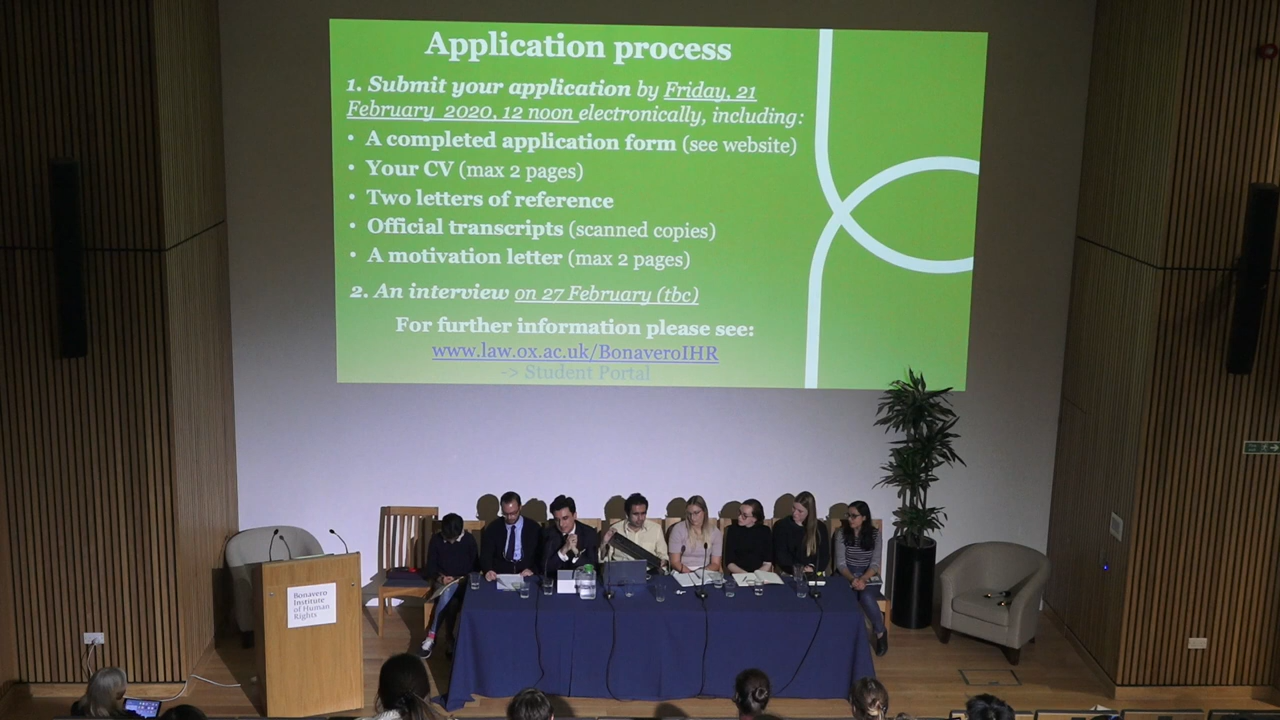 Application process
1. Submit your application by Friday, 21
February 2020, 12 noon electronically, including:
• A completed application form (see website)
• Your CV (max 2 pages)
• Two letters of reference
• Official transcripts (scanned copies)
• A motivation letter (max 2 pages)
2. An interview on 27 February (tbc)
For further information please see:
www.law.ox.ac.uk/BonaveroIHR
-> Student Portal
Bonavero
Institute
of Human
Rights